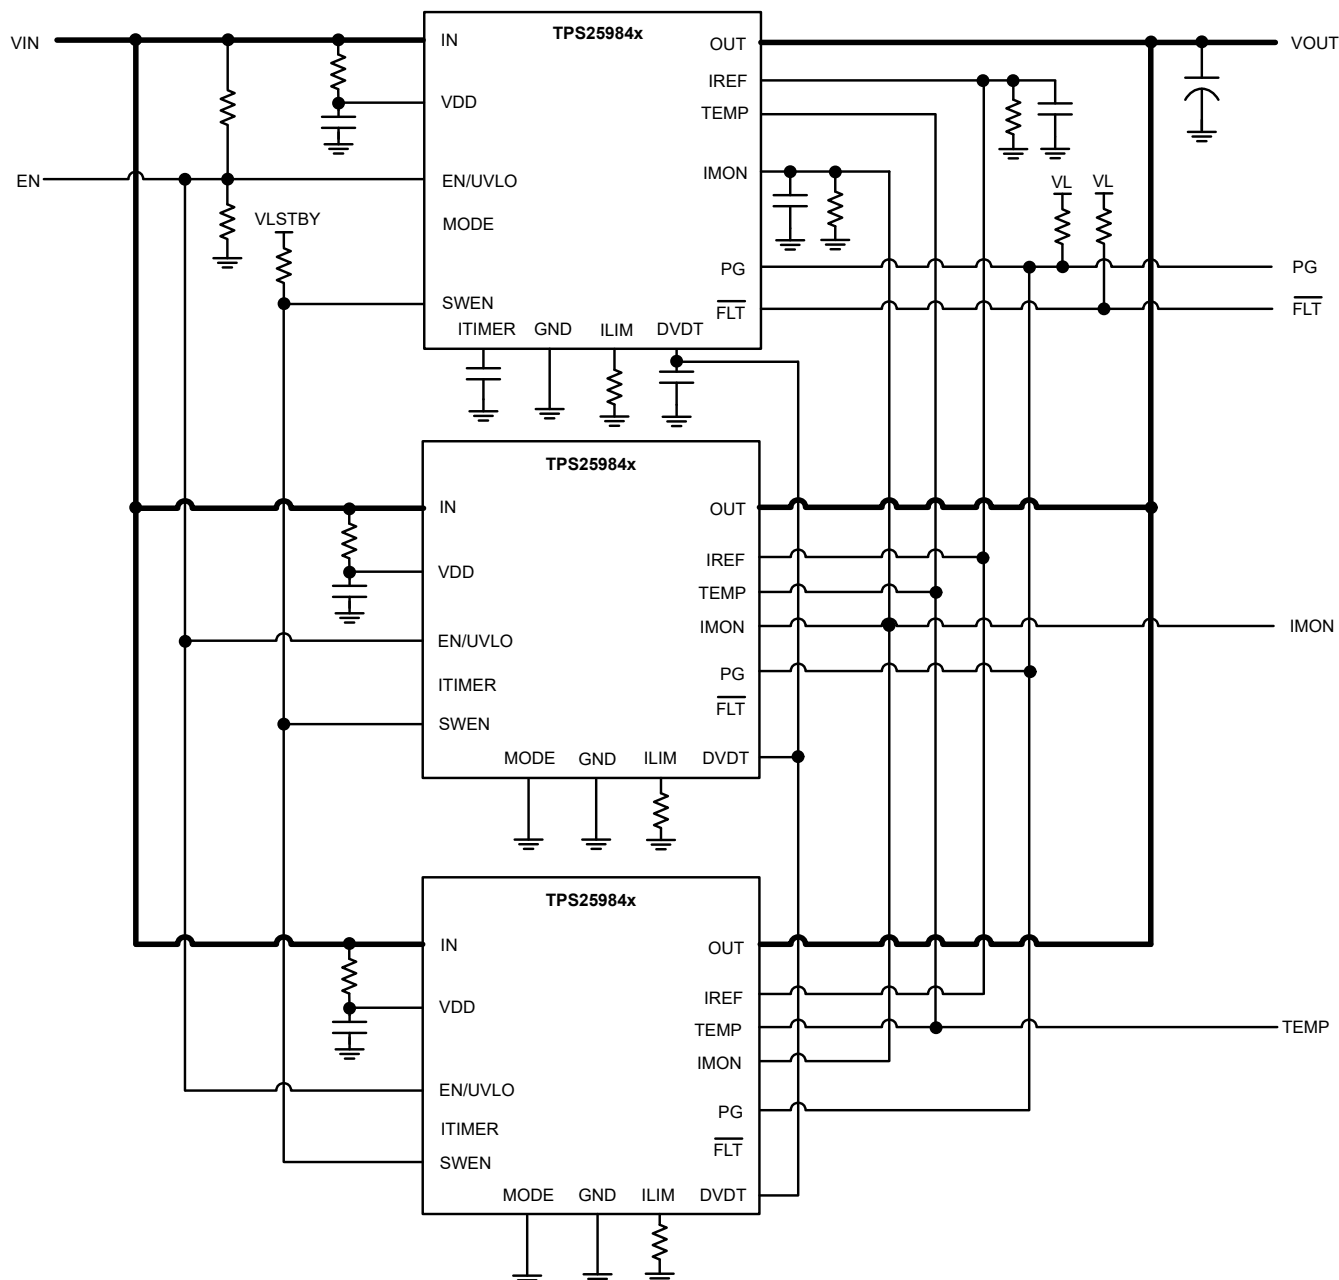 TPS25984x
VIN
IN
OUT
VOUT
IREF
VDD
TEMP
IMON
EN
EN/UVLO
VL
VL
VLSTBY
MODE
PG
PG
SWEN
FLT
FLT
ITIMER
GND
ILIM
DVDT
TPS25984x
IN
OUT
IREF
VDD
TEMP
IMON
IMON
EN/UVLO
PG
ITIMER
FLT
SWEN
MODE
GND
ILIM
DVDT
TPS25984x
IN
OUT
IREF
VDD
TEMP
TEMP
IMON
EN/UVLO
PG
ITIMER
FLT
SWEN
MODE
GND
ILIM
DVDT